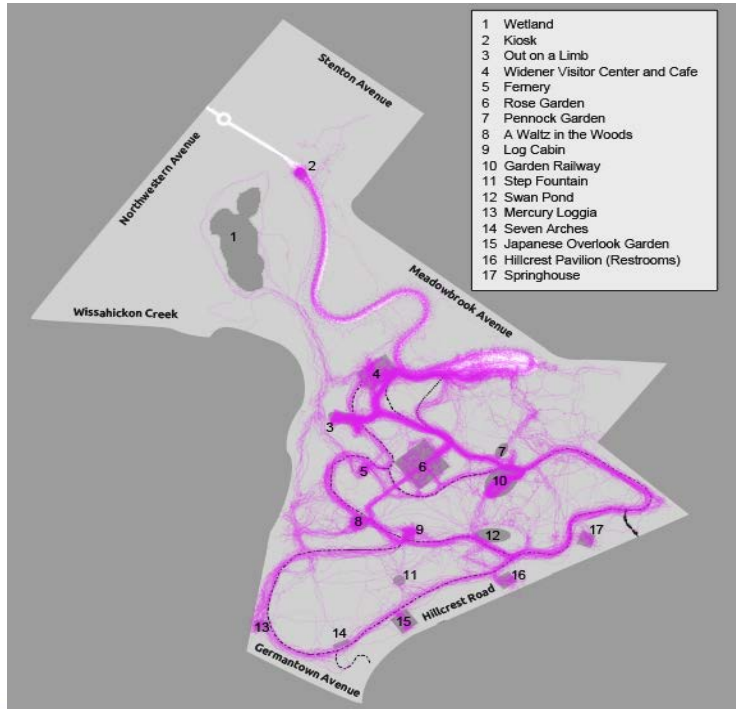 1 Wetland
2 Kiosk
3 Out on a Limb
4 Widener Visitor Center and Cafe
5 Fernery
6 Rose Garden
7 Pennock Garden
8 A Waltz in the Woods
9 Log Cabin
10 Garden Railway
11 Step Fountain
12 Swan Pond
13 Mercury Loggia
14 Seven Arches
15 Japanese Overlook Garden
16 Hillcrest Pavilion (Restrooms)
17 Springhouse
Stenton Avenue
Northwestern Avenue
2
1
Meadowbrook Avenue
Wissahickon Creek
4
3
7
6
5
10
8
9
12
17
11
16
Hillcrest Road
15
13
14
Germantown Avenue